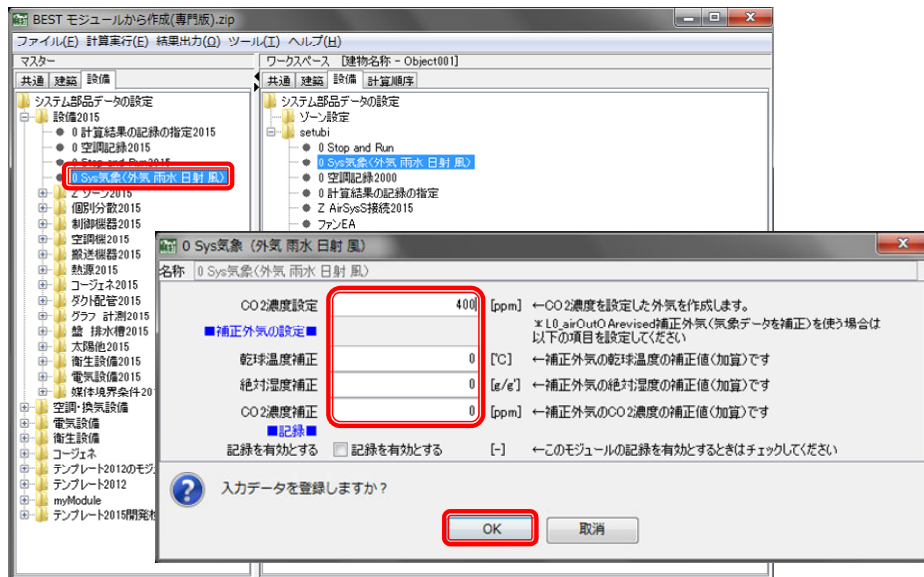 BEST モジュールから作成(専門版).zip
ファイル(F) 計算実行(E) 結果出力(O) ツール(T) ヘルプ(H)
マスター
共通 建築 設備
システム部品データの設定
設備2015
0 計算結果の記録の指定2015
0 空調記録2015
0 Stop and Run2015
0 Sys気象(外気 雨水 日射 風)
Z ゾーン2015
個別分散2015
制御機器2015
空調機2015
搬送機器2015
熱源2015
コージェネ2015
ダクト配管2015
グラフ 計測2015
盤 排水槽2015
太陽他2015
衛生設備2015
電気設備2015
媒体境界条件20
空調・換気設備
電気設備
衛生設備
コージェネ
テンプレート2012のモジ
テンプレート2012
myModule
テンプレート2015開発
ワークスペース [建物名称 - Object001]
共通 建築 設備 計算順序
システム部品データの設定
ゾーン設定
setubi
0 Stop and Run
0 Sys気象(外気 雨水 日射 風)
0 空調記録2000
0 計算結果の記録の指定
Z AirSysS接続2015
ファンEA
0 Sys気象 (外気 雨水 日射 風)
名称 0 Sys気象(外気 雨水 日射 風)
CO2濃度設定 400 [ppm] ←CO2濃度を設定した外気を作成します。
■補正外気の設定■ *L0_airOutOArevised補正外気(気象データを補正)を使う場合は
以下の項目を設定してください
乾球温度補正 0 [℃] ←補正外気の乾球温度の補正値(加算)です
絶対湿度補正 0 [g/g'] ←補正外気の絶対湿度の補正値(加算)です
CO2濃度補正 0 [ppm] ←補正外気のCO2濃度の補正値(加算)です
■記録■
記録を有効とする 記録を有効とする [-] ←このモジュールの記録を有効とするときはチェックしてください
入力データを登録しますか?
OK 取消